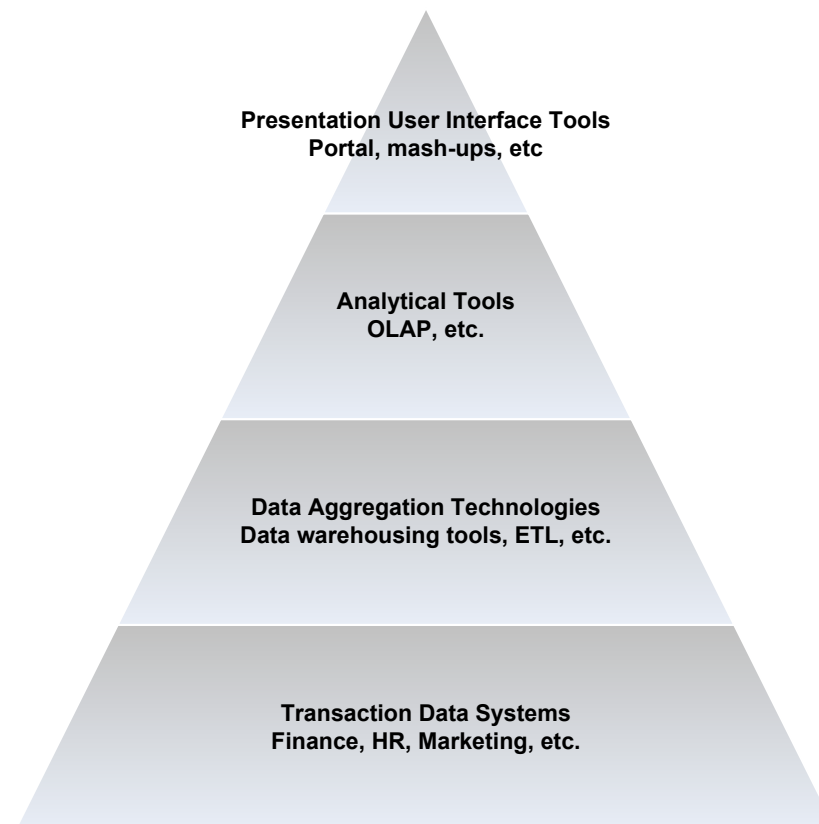 Presentation User Interface Tools
Portal, mash-ups, etc
Analytical Tools
OLAP, etc.
Data Aggregation Technologies
Data warehousing tools, ETL, etc.
Transaction Data Systems
Finance, HR, Marketing, etc.